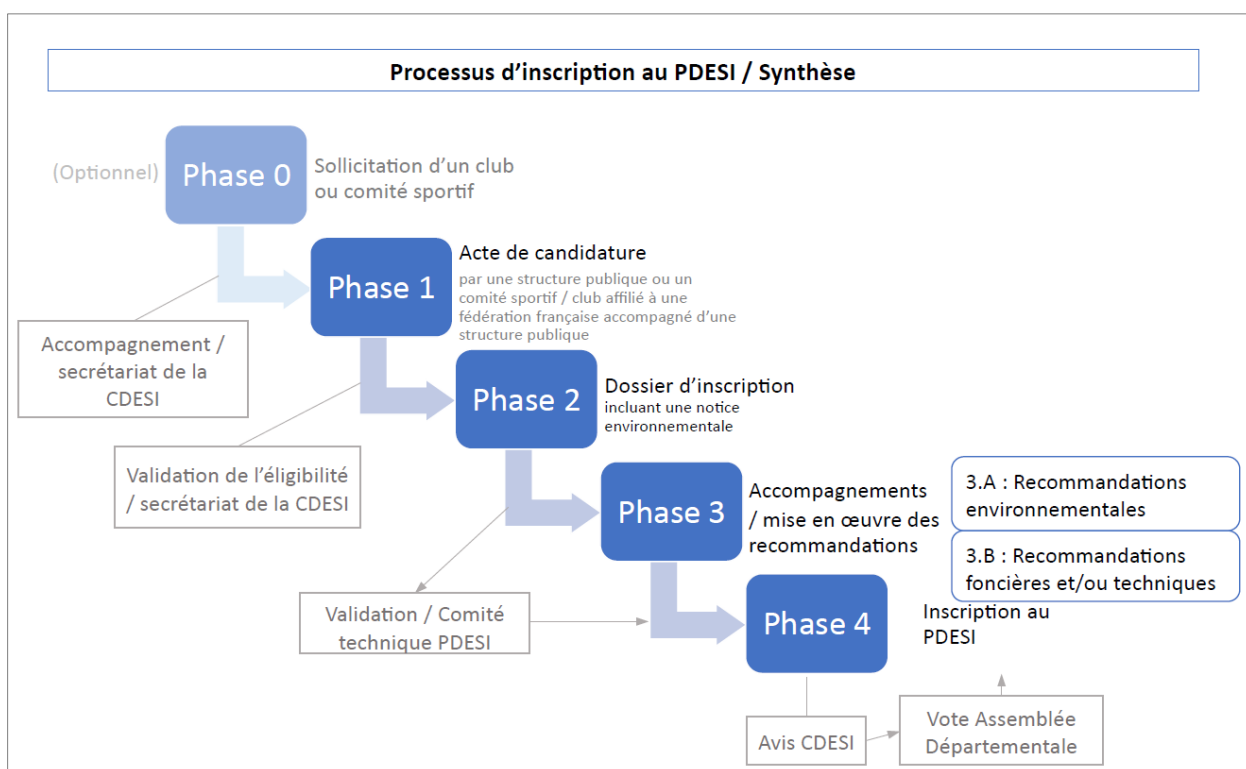 Processus d’inscription au PDESI / Synthèse
(Optionnel)
Phase 0
Sollicitation d’un club
ou comité sportif
Phase 1
Acte de candidature
par une structure publique ou un
comité sportif / club affilié à une
fédération française accompagné d’une
structure publique
Accompagnement /
secrétariat de la
CDESI
Phase 2
Dossier d’inscription
incluant une notice
environnementale
Validation de l’éligibilité
/ secrétariat de la CDESI
Phase 3
Accompagnements
/ mise en œuvre des
recommandations
3.A : Recommandations
environnementales
3.B : Recommandations
foncières et/ou techniques
Validation / Comité
technique PDESI
Phase 4
Inscription au
PDESI
Avis CDESI
Vote Assemblée
Départementale